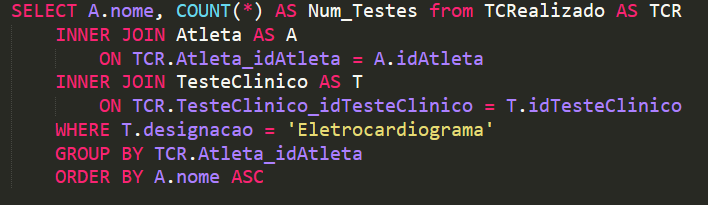 SELECT A.nome, COUNT(*) AS Num_Testes from TCRealizado AS TCR
INNER JOIN Atleta AS A
ON TCR.Atleta_idAtleta = A.idAtleta
INNER JOIN TesteClinico AS T
ON TCR.TesteClinico_idTesteClinico = T.idTesteClinico
WHERE T.designacao = 'Eletrocardiograma'
GROUP BY TCR.Atleta_idAtleta
ORDER BY A.nome ASC